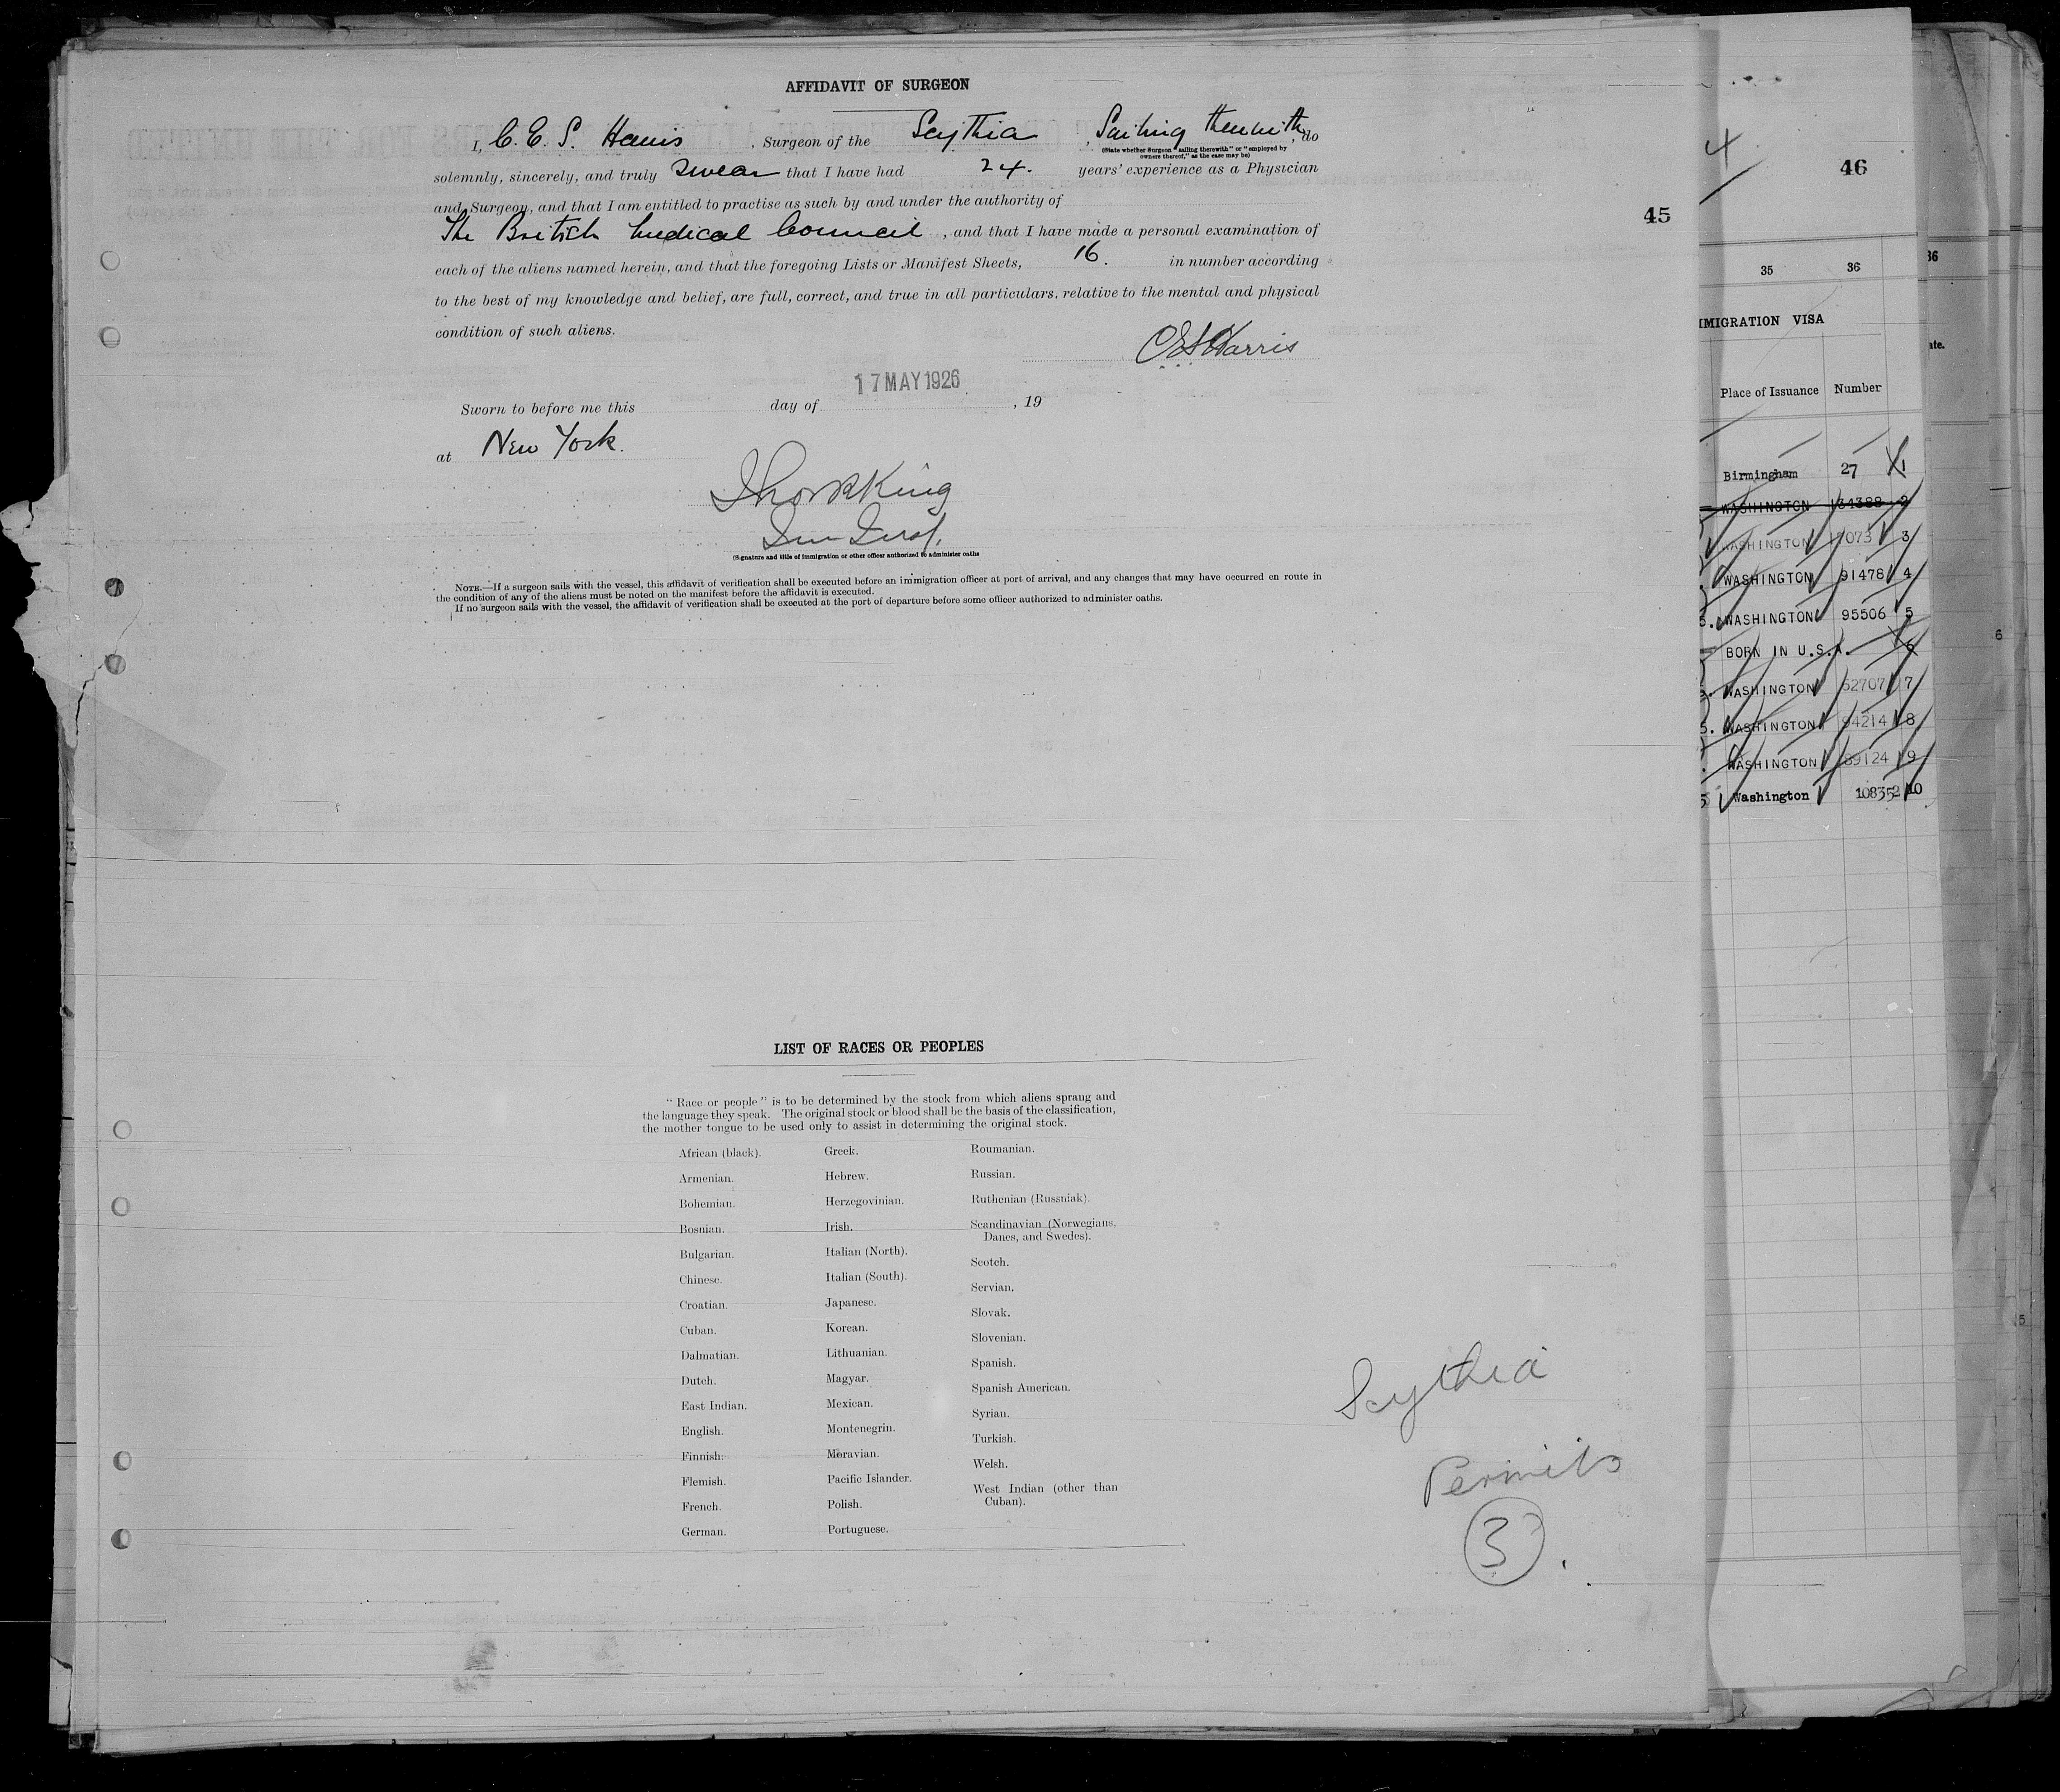 AFFIDAVIT OF SURGEON
I, C. E. S. Harris, Surgeon of the Scythia, Sailing therewith, do
(State whether Surgeon "sailing therewith" or "employed by
owners thereof," as the case may be)
solemnly, sincerely, and truly swear that I have had 24. years' experience as a Physician
and Surgeon, and that I am entitled to practise as such by and under the authority of
The British Medical Council, and that I have made a personal examination of
each of the aliens named herein, and that the foregoing Lists or Manifest Sheets, 16. in number according
to the best of my knowledge and belief, are full, correct, and true in all particulars, relative to the mental and physical
condition of such aliens.
CES Harris
17 MAY 1926
Sworn to before me this day of , 19
at New York.
King
(Signature and title of immigration or other officer authorized to administer oaths
NOTE.—If a surgeon sails with the vessel, this affidavit of verification shall be executed before an immigration officer at port of arrival, and any changes that may have occurred en route in
the condition of any of the aliens must be noted on the manifest before the affidavit is executed.
If no surgeon sails with the vessel, the affidavit of verification shall be executed at the port of departure before some officer authorized to administer oaths.
45
LIST OF RACES OR PEOPLES
"Race or people" is to be determined by the stock from which aliens sprang and
the language they speak. The original stock or blood shall be the basis of the classification,
the mother tongue to be used only to assist in determining the original stock.
African (black).
Armenian.
Bohemian.
Bosnian.
Bulgarian.
Chinese.
Croatian.
Cuban.
Dalmatian.
Dutch.
East Indian.
English.
Finnish.
Flemish.
French.
German.
Greek.
Hebrew.
Herzegovinian.
Irish.
Italian (North).
Italian (South).
Japanese.
Korean.
Lithuanian.
Magyar.
Mexican.
Montenegrin.
Moravian.
Pacific Islander.
Polish.
Portuguese.
Roumanian.
Russian.
Ruthenian (Russniak).
Scandinavian (Norwegians,
Danes, and Swedes).
Scotch.
Servian.
Slovak.
Slovenian.
Spanish.
Spanish American.
Syrian.
Turkish.
Welsh.
West Indian (other than
Cuban).
Scythia
Permits
3
4
46
35 36
IMIGRATION VISA
Place of Issuance Number
Birmingham 27 1
WASHINGTON 134388 2
WASHINGTON 073 3
WASHINGTON 91478 4
WASHINGTON 95506 5
BORN IN U.S.A. 6
WASHINGTON 52707 7
WASHINGTON 94214 8
WASHINGTON 89124 9
Washington 108352 10
36
ate.
6
5